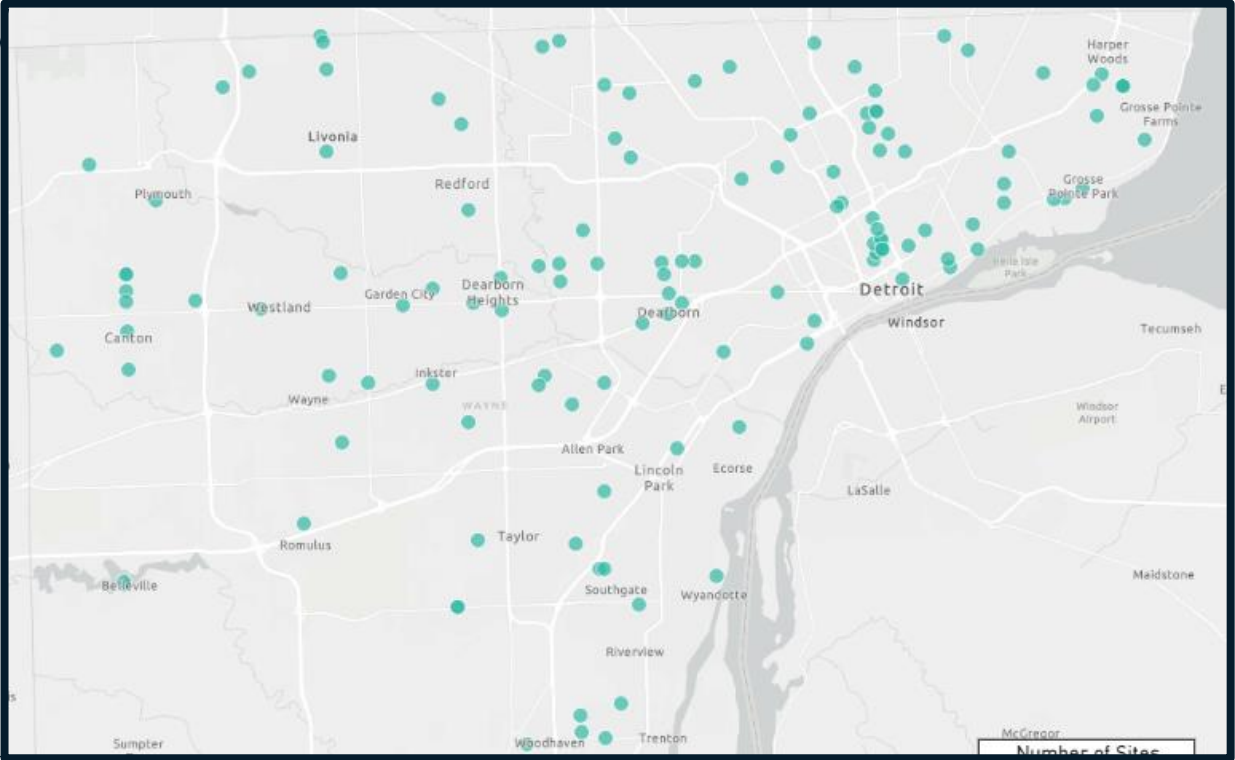 Harper
Woods
Grosse Pointe
Farms
Livonia
Plymouth
Redford
Grosse
Pointe Park
Belle Isle
Park
Detroit
Dearborn
Heights
Garden City
Westland
Dearborn
Windsor
Tecumseh
Canton
Inkster
Wayne
WAYNE
Windsor
Airport
E
Allen Park
Lincoln
Park
Ecorse
LaSalle
Taylor
Romulus
Belleville
Southgate
Wyandotte
Maidstone
Riverview
s
Sumpter
Woodhaven
Trenton
McGregor
Number of Sites